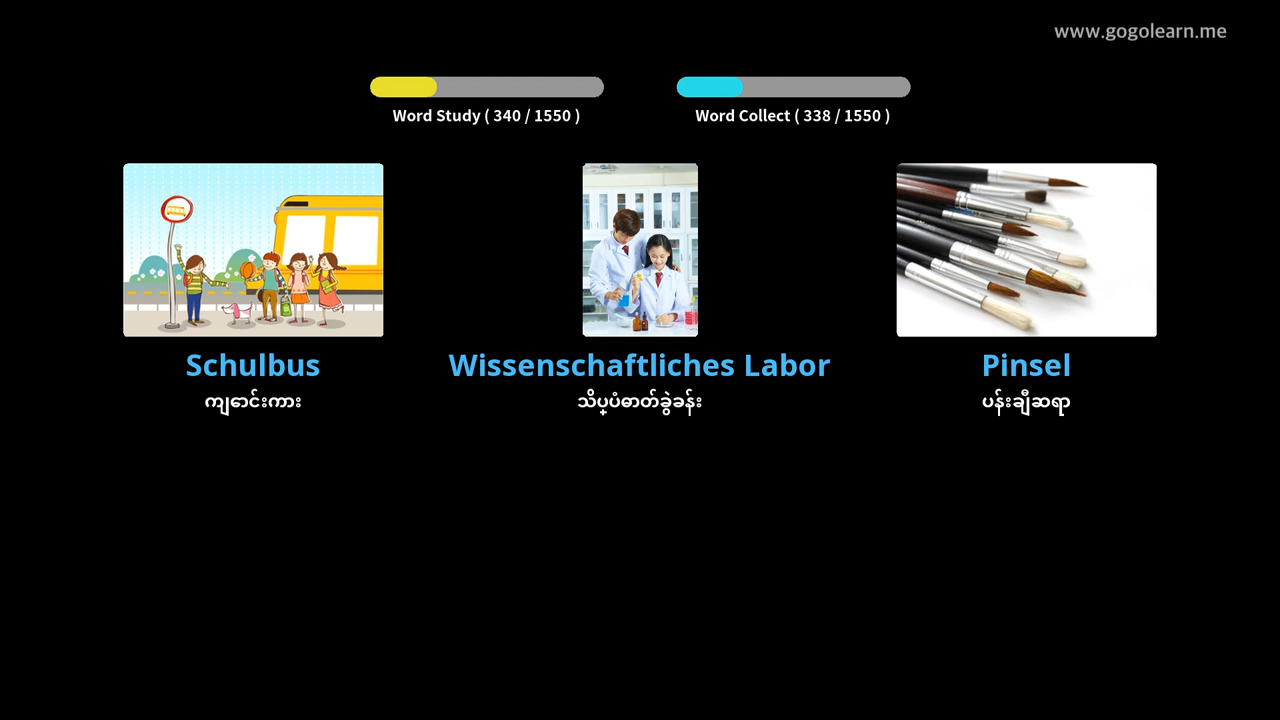 www.gogolearn.me
Word Study ( 340 / 1550 )
Word Collect ( 338 / 1550 )
Schulbus
ကျောင်းကား
Wissenschaftliches Labor
သိပ္ပံဓာတ်ခွဲခန်း
Pinsel
ပန်းချီဆရာ